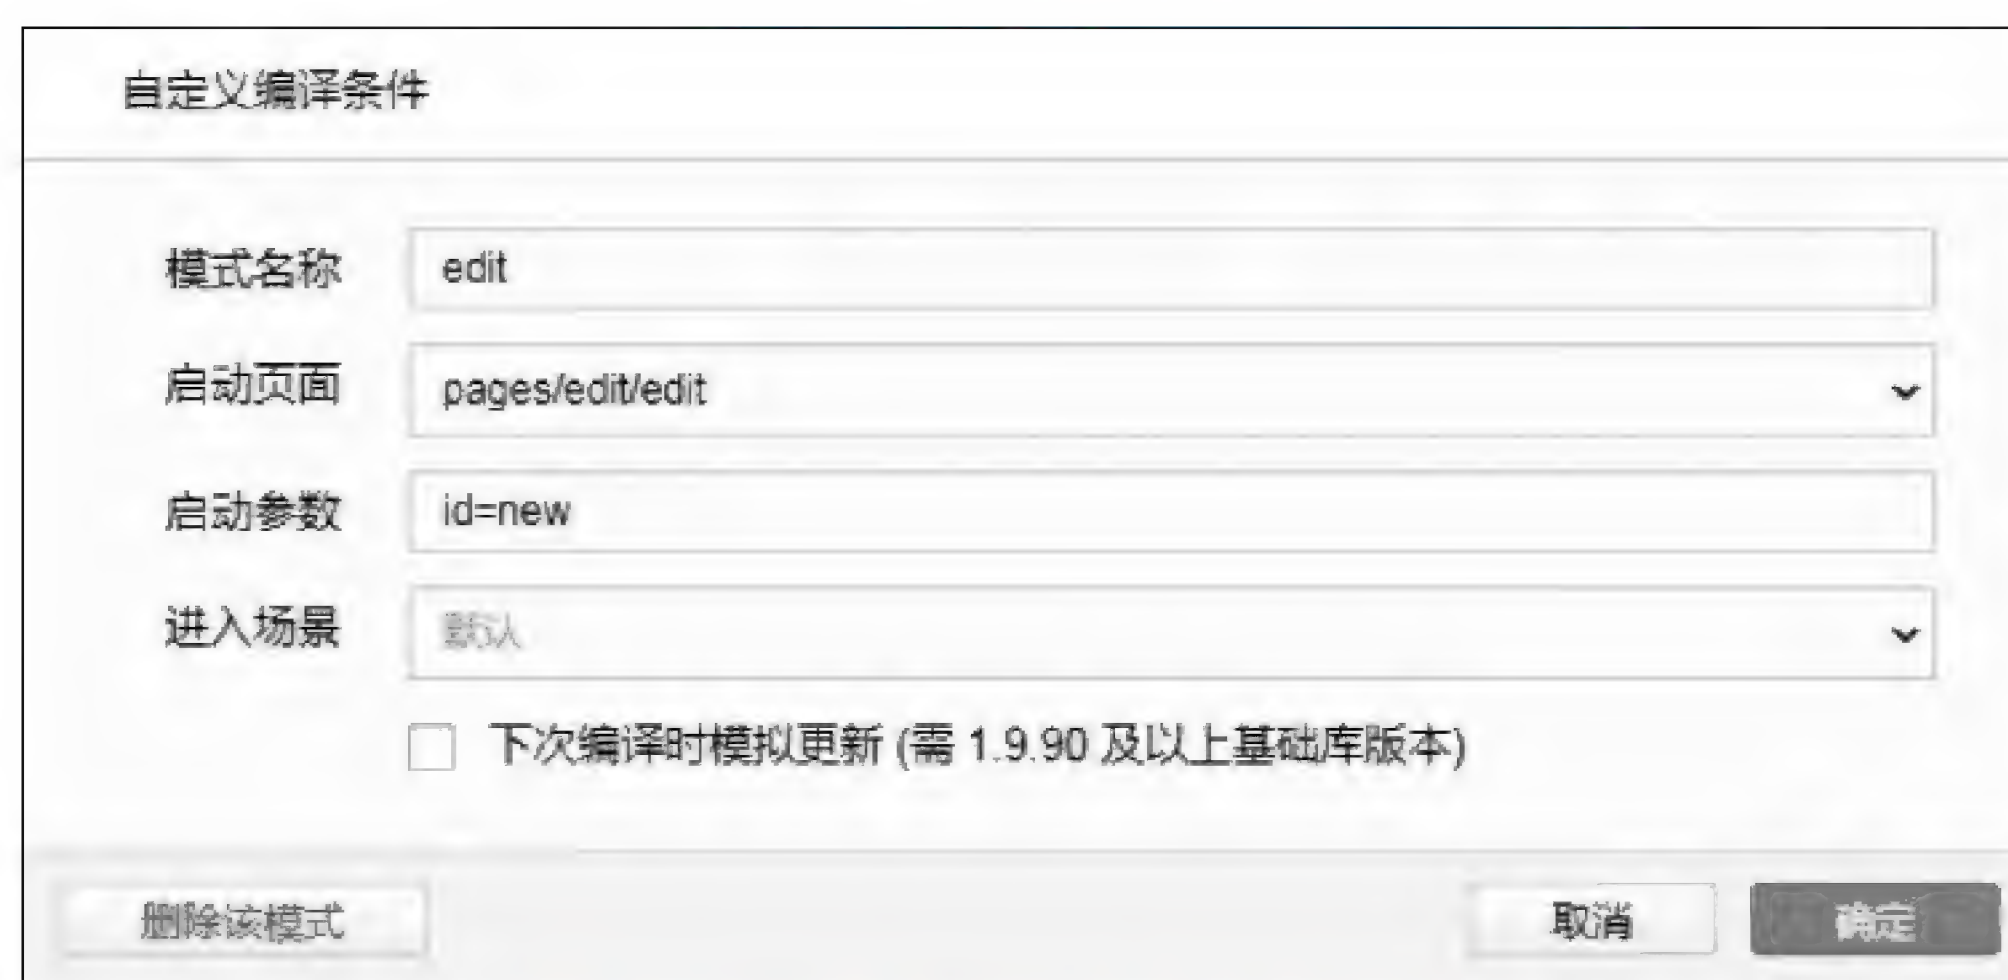 自定义编译条件
模式名称 edit
启动页面 pages/edit/edit
启动参数 id=new
进入场景 默认
下次编译时模拟更新 (需 1.9.90 及以上基础库版本)
删除该模式 取消 确定